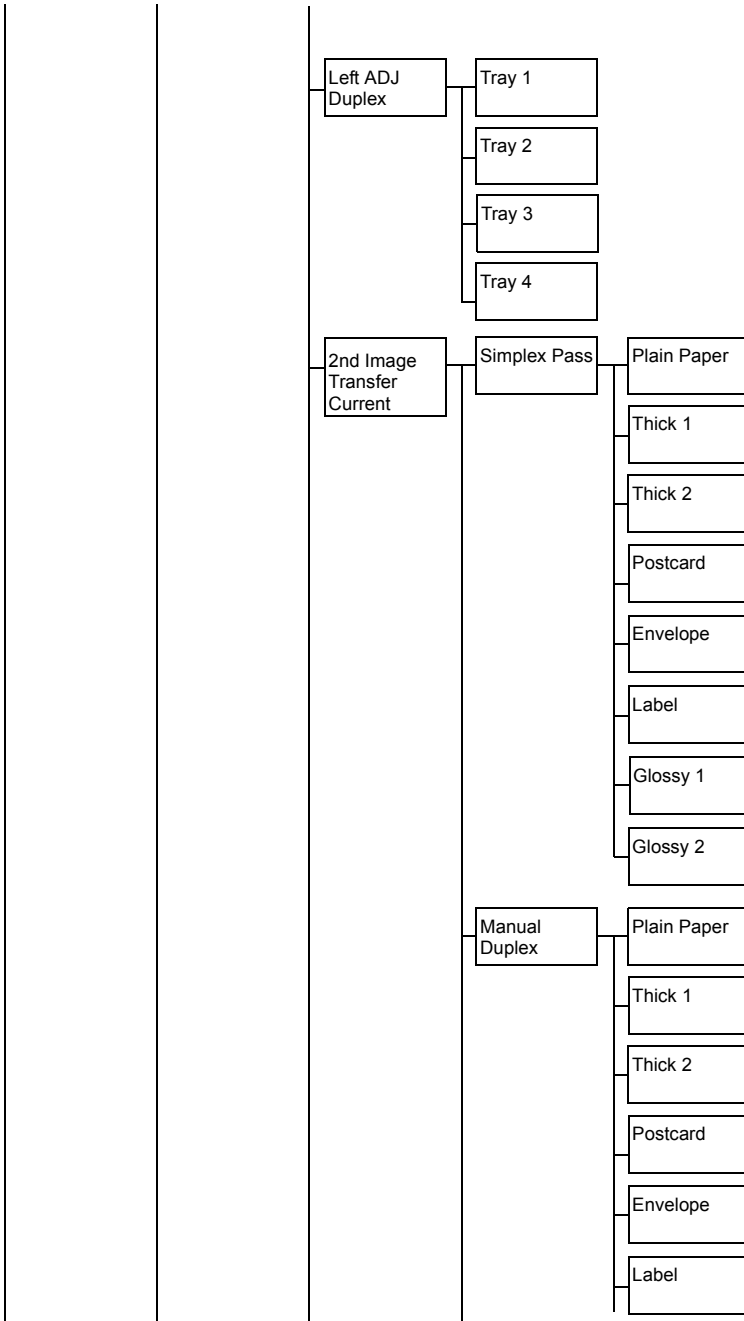 Left ADJ
Duplex
Tray 1
Tray 2
Tray 3
Tray 4
2nd Image
Transfer
Current
Simplex Pass
Plain Paper
Thick 1
Thick 2
Postcard
Envelope
Label
Glossy 1
Glossy 2
Manual
Duplex
Plain Paper
Thick 1
Thick 2
Postcard
Envelope
Label